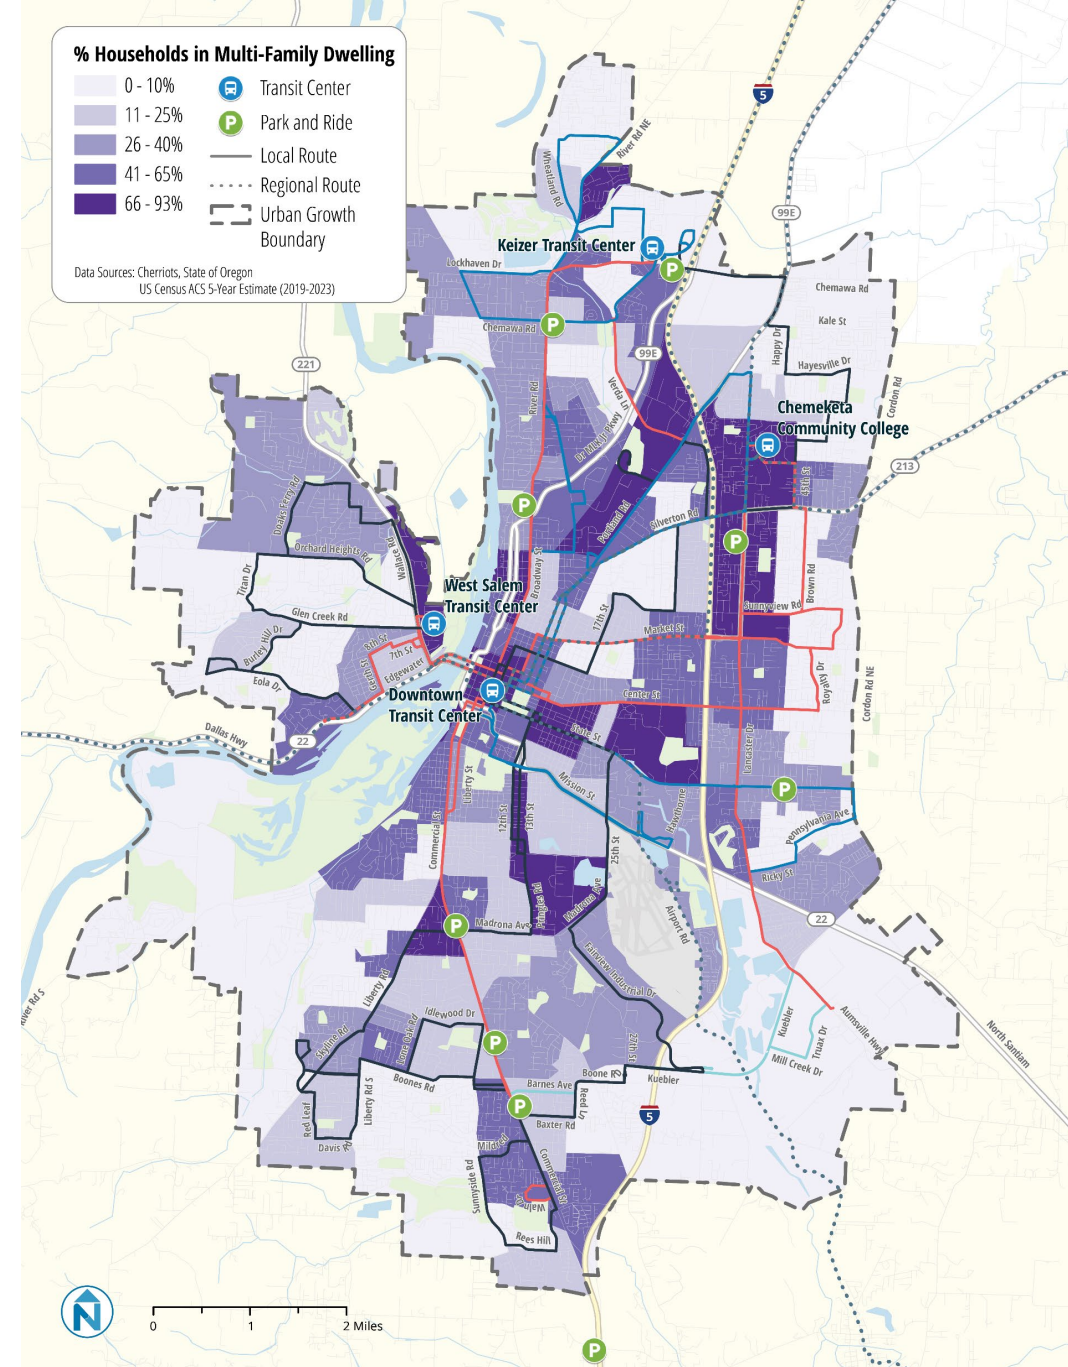 % Households in Multi-Family Dwelling
0 - 10%
11 - 25%
26 - 40%
41 - 65%
66 - 93%
Transit Center
P
Park and Ride
Local Route
Regional Route
Urban Growth
Boundary
Data Sources: Cherriots, State of Oregon
US Census ACS 5-Year Estimate (2019-2023)
5
River Rd NE
Wheatland Rd
99E
Keizer Transit Center
Lockhaven Dr
P
Chemawa Rd
Chemawa Rd
P
Kale St
99E
Happy Dr
Hayesville Dr
221
River Rd
Verda Ln
Cordon Rd
Chemeketa
Community College
Dr MLK Jr Pkwy
213
45th St
Doaks Ferry Rd
P
Portland Rd
Silverton Rd
P
Orchard Heights Rd
Wallace Rd
Broadway St
Titan Dr
West Salem
Transit Center
Brown Rd
Glen Creek Rd
17th St
Sunnyview Rd
Market St
Burley Hill Dr
8th St
7th St
Gerth St
Edgewater
Eola Dr
Royalty Dr
Cordon Rd NE
Downtown
Transit Center
Center St
Dallas Hwy
22
State St
Lancaster Dr
Liberty St
Mission St
P
12th St
13th St
Hawthorne
Pennsylvania Ave
Commercial St
25th St
Ricky St
Pringle Rd
Madrona Ave
P
Madrona Ave
Airport Rd
22
Fairview Industrial Dr
Liberty Rd
River Rd S
Idlewood Dr
Kuebler
Aumsville Hwy
North Santiam
Skyline Rd
Lone Oak Rd
P
27th St
Truax Dr
Mill Creek Dr
Boones Rd
Barnes Ave
Boone Rd
Kuebler
Red Leaf
Liberty Rd S
P
Reed Ln
5
Baxter Rd
Davis Rd
Mildred
Sunnyside Rd
Commercial St
Rees Hill
N
0
1
2 Miles
P